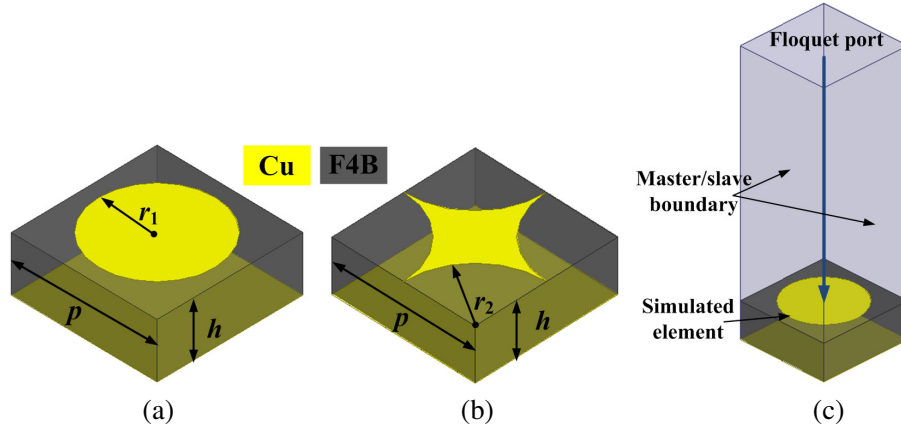 Floquet port
Cu
F4B
r1
p
h
r2
p
h
Master/slave
boundary
Simulated
element
(a)
(b)
(c)